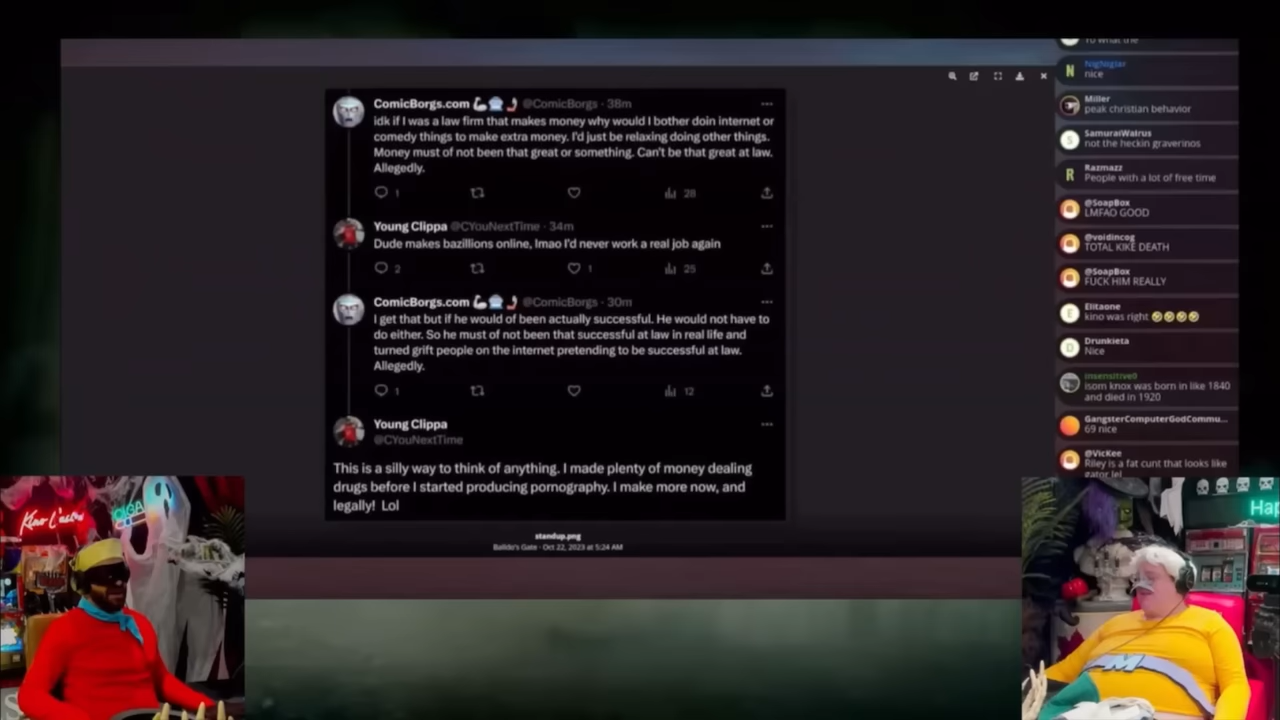 ComicBorgs.com @ComicBorgs · 38m
idk if I was a law firm that makes money why would I bother doin internet or
comedy things to make extra money. I'd just be relaxing doing other things.
Money must of not been that great or something. Can't be that great at law.
Allegedly.
1
28
Young Clippa @CYouNextTime · 34m
Dude makes bazillions online, lmao I'd never work a real job again
2
1
25
ComicBorgs.com @ComicBorgs · 30m
I get that but if he would of been actually successful. He would not have to
do either. So he must of not been that successful at law in real life and
turned grift people on the internet pretending to be successful at law.
Allegedly.
1
12
Young Clippa
@CYouNextTime
This is a silly way to think of anything. I made plenty of money dealing
drugs before I started producing pornography. I make more now, and
legally! Lol
standup.png
Oct 22, 2023 at 5:24 AM
Yo what the
N
nice
Miller
peak christian behavior
SamuraiWalrus
not the heckin graverinos
R
Razmazz
People with a lot of free time
@SoapBox
LMFAO GOOD
@voidincog
TOTAL KIKE DEATH
@SoapBox
FUCK HIM REALLY
E
Elitaone
kino was right 🤣🤣🤣🤣
D
Drunkieta
Nice
insensitive0
isom knox was born in like 1840
and died in 1920
GangsterComputerGodCommu...
69 nice
@VicKee
Riley is a fat cunt that looks like
gator lel
Kino
CIGA
Hap
M